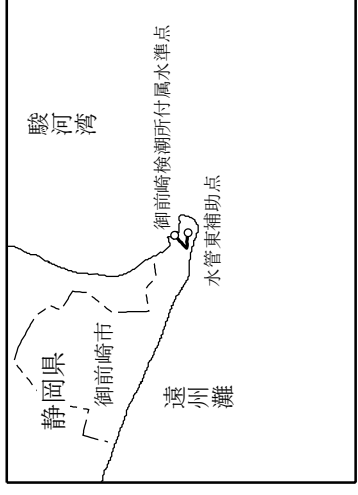 静岡県
御前崎市
駿河湾
遠州灘
御前崎検潮所付属水準点
水管東補助点